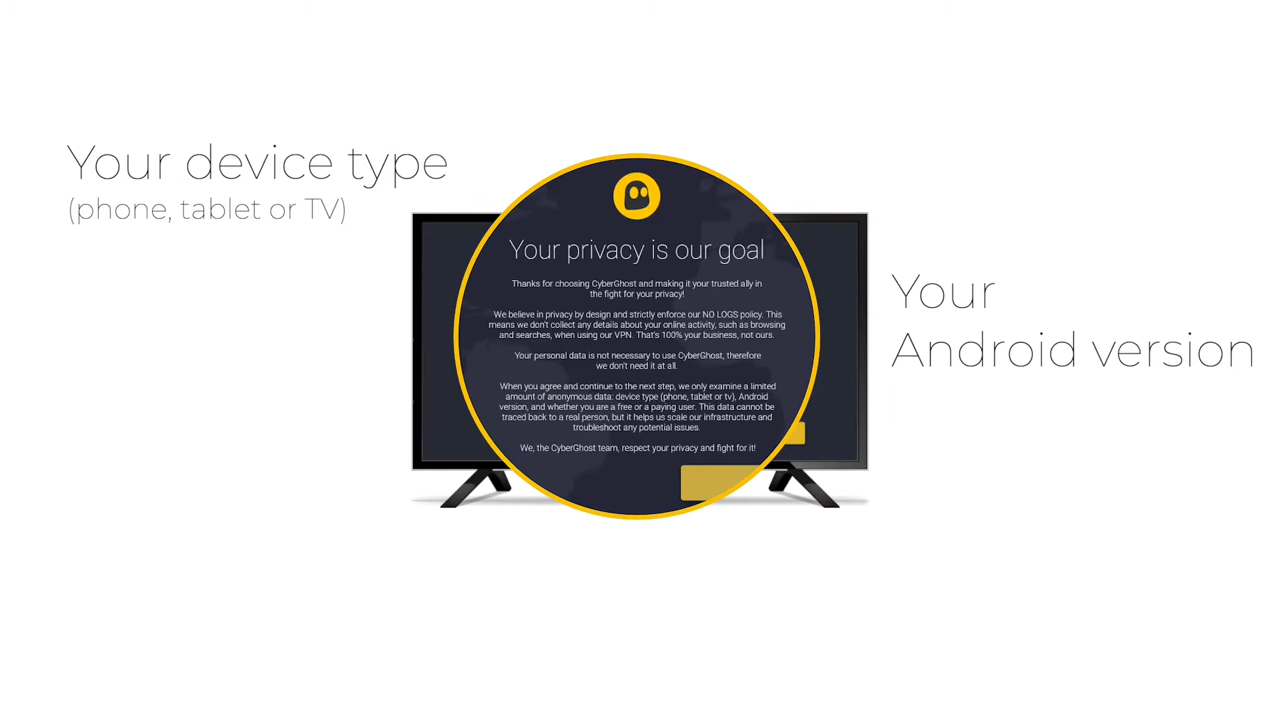 Your device type
(phone, tablet or TV)
Your privacy is our goal
Thanks for choosing CyberGhost and making it your trusted ally in
the fight for your privacy!
We believe in privacy by design and strictly enforce our NO LOGS policy. This
means we don't collect any details about your online activity, such as browsing
and searches, when using our VPN. That's 100% your business, not ours.
Your personal data is not necessary to use CyberGhost, therefore
we don't need it at all.
When you agree and continue to the next step, we only examine a limited
amount of anonymous data: device type (phone, tablet or tv), Android
version, and whether you are a free or a paying user. This data cannot be
traced back to a real person, but it helps us scale our infrastructure and
troubleshoot any potential issues.
We, the CyberGhost team, respect your privacy and fight for it!
Your
Android version